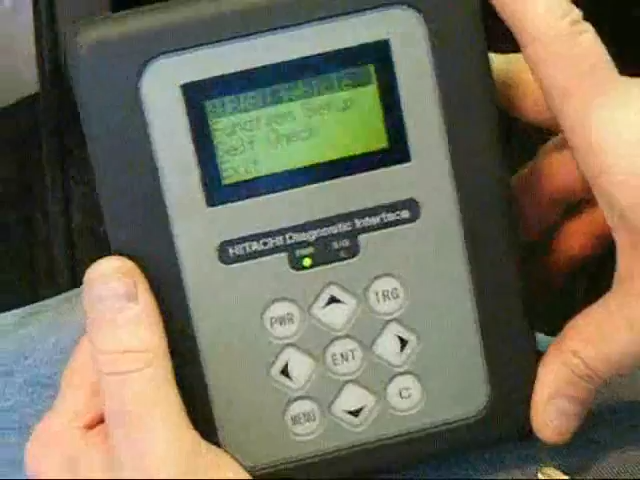 Function Setup
Self Check
Exit
HITACHI Diagnostic Interface
PWR
TRG
ENT
MENU
C